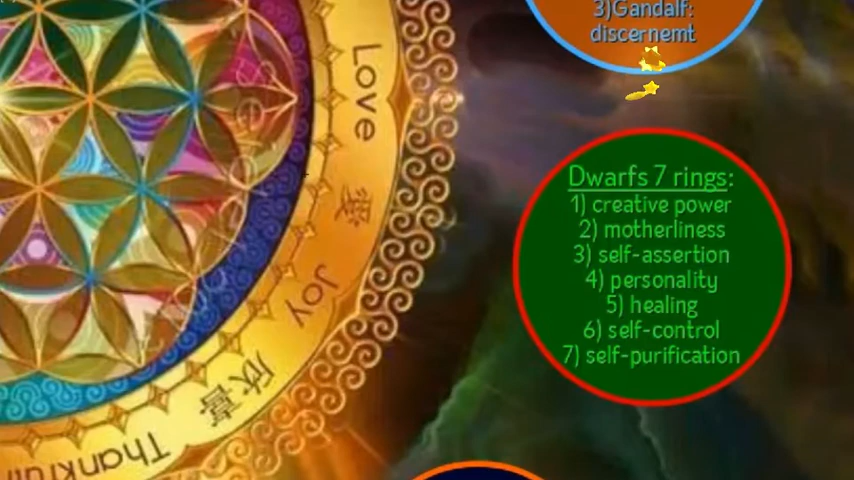 3)Gandalf:
discernemt
Dwarfs 7 rings:
1) creative power
2) motherliness
3) self-assertion
4) personality
5) healing
6) self-control
7) self-purification
Love
愛
Joy
欣喜